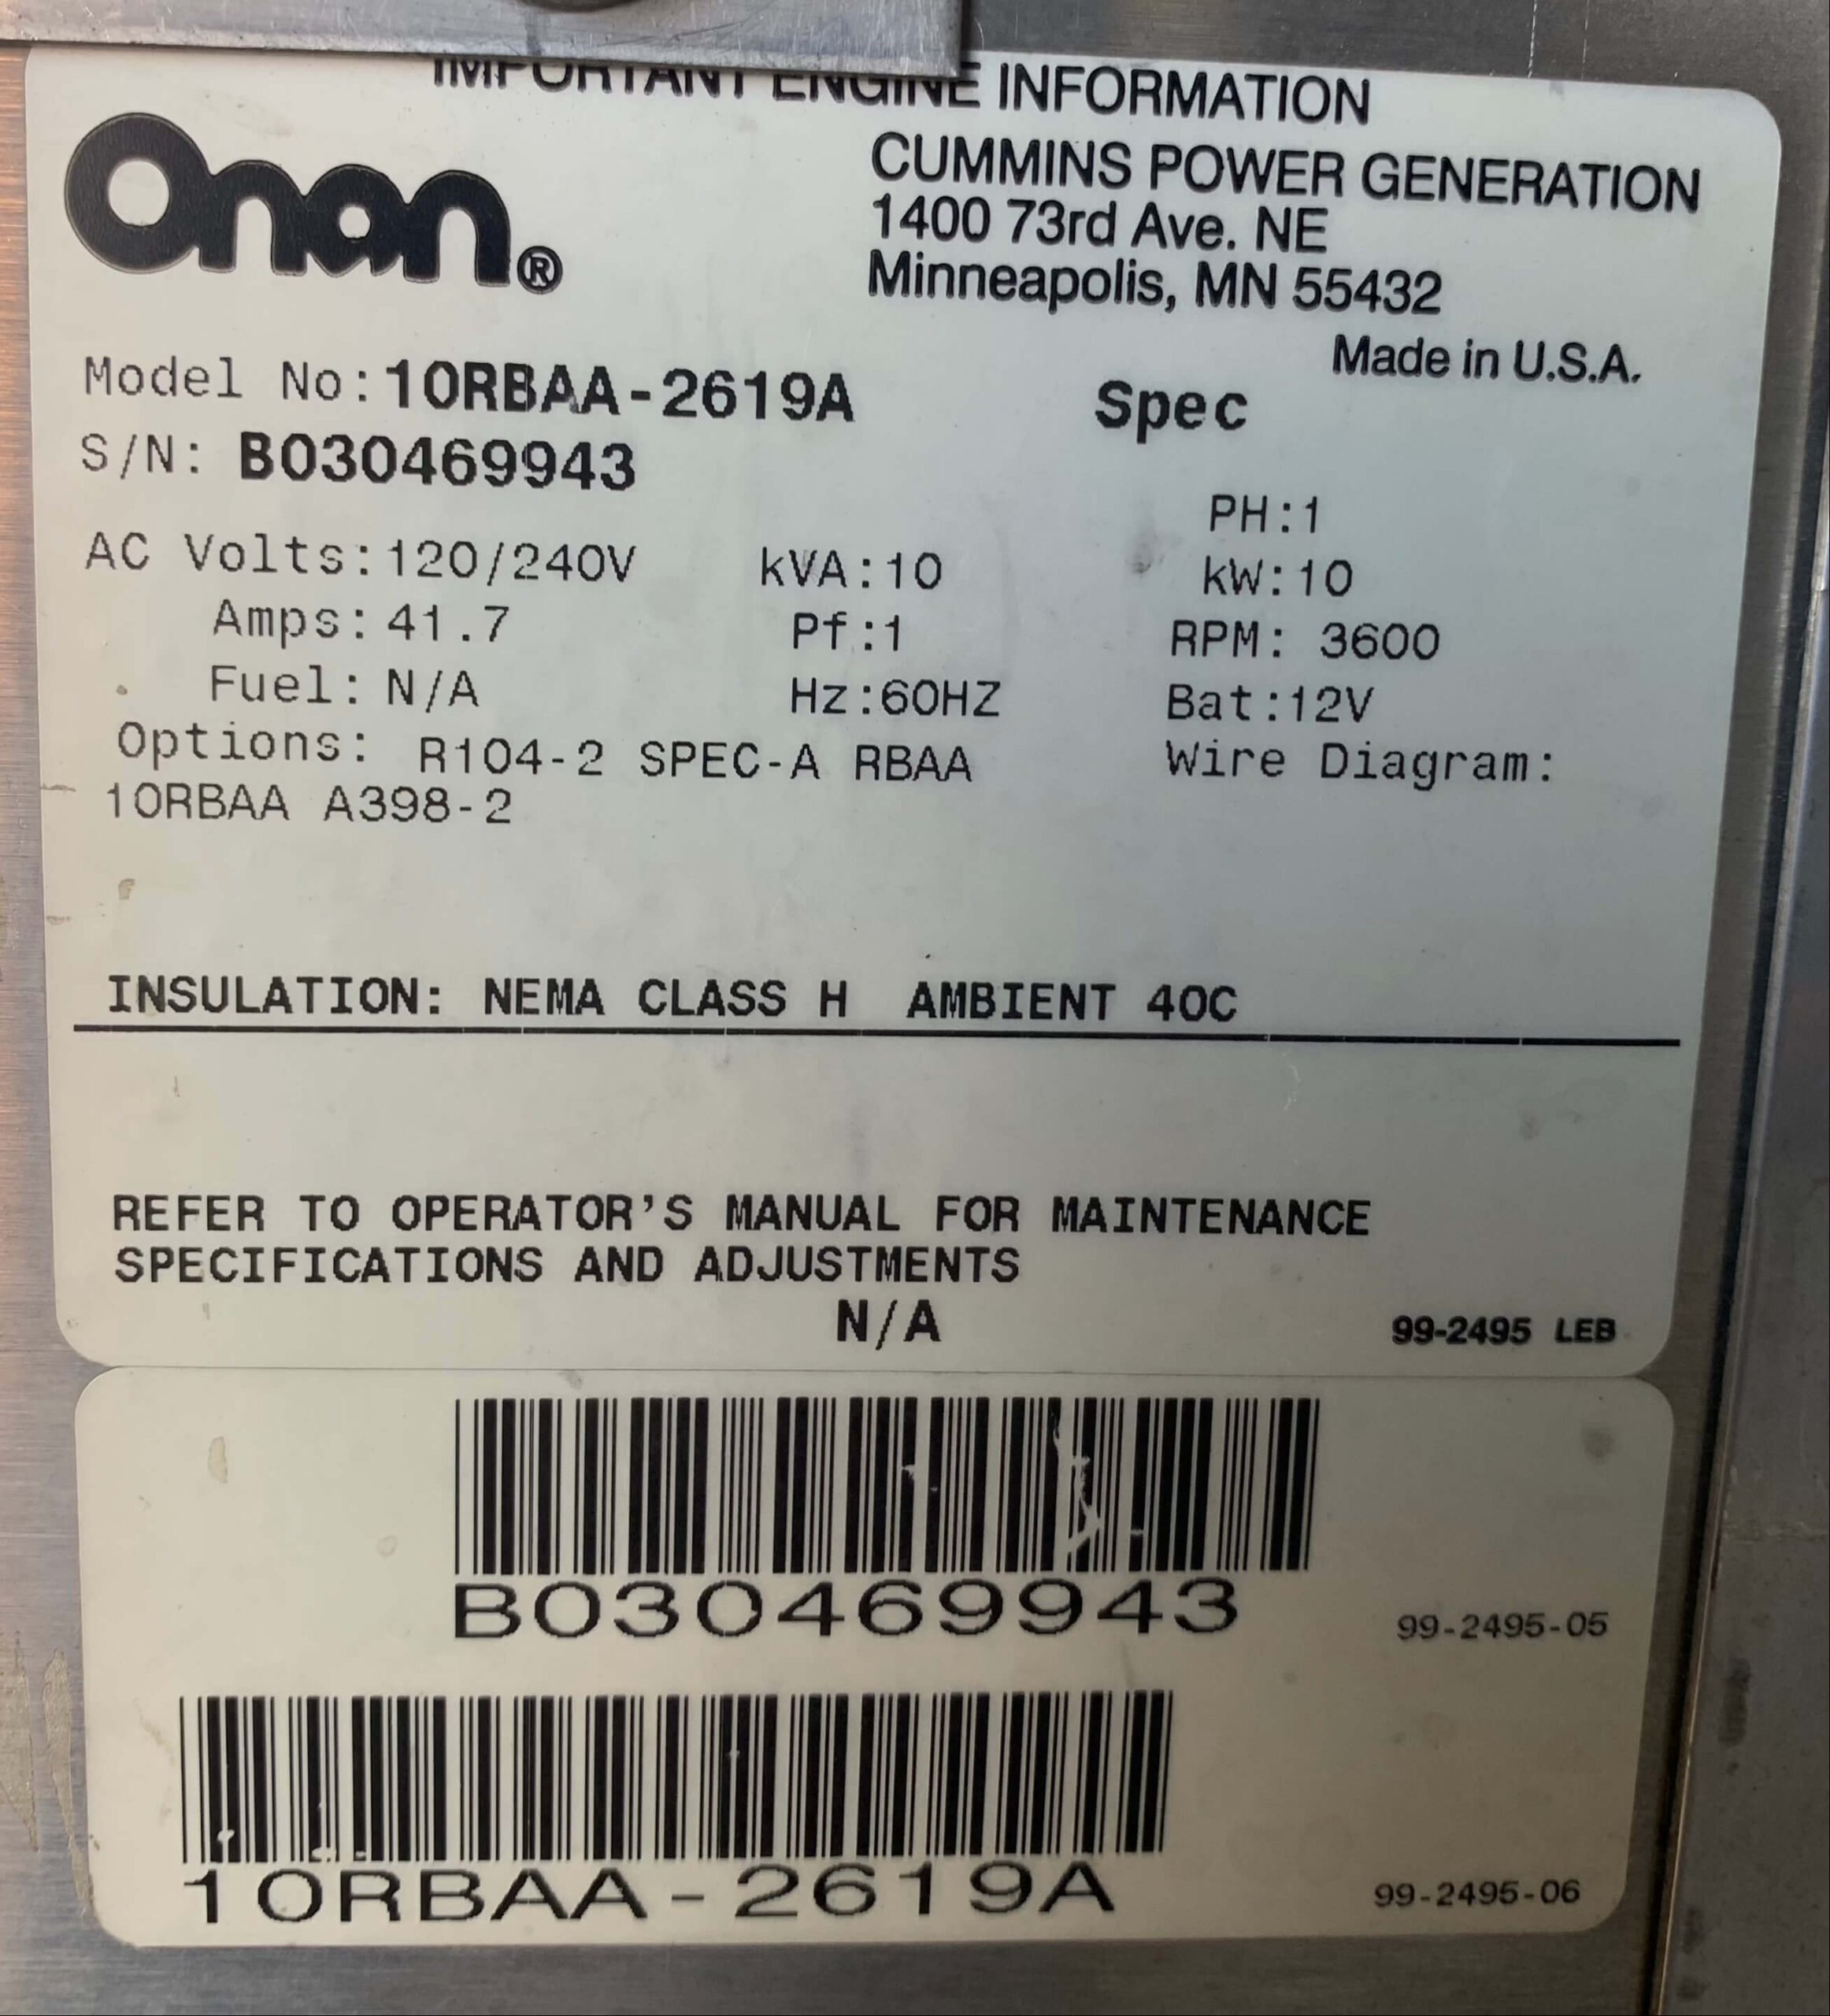 IMPORTANT ENGINE INFORMATION
Onan®
CUMMINS POWER GENERATION
1400 73rd Ave. NE
Minneapolis, MN 55432
Made in U.S.A.
Model No: 10RBAA-2619A Spec
S/N: B030469943
PH:1
AC Volts: 120/240V kVA:10 kW:10
Amps: 41.7 Pf:1 RPM: 3600
Fuel: N/A Hz:60HZ Bat:12V
Options: R104-2 SPEC-A RBAA Wire Diagram:
10RBAA A398-2
INSULATION: NEMA CLASS H AMBIENT 40C
REFER TO OPERATOR'S MANUAL FOR MAINTENANCE
SPECIFICATIONS AND ADJUSTMENTS
N/A
99-2495 LEB
B030469943
99-2495-05
10RBAA-2619A
99-2495-06